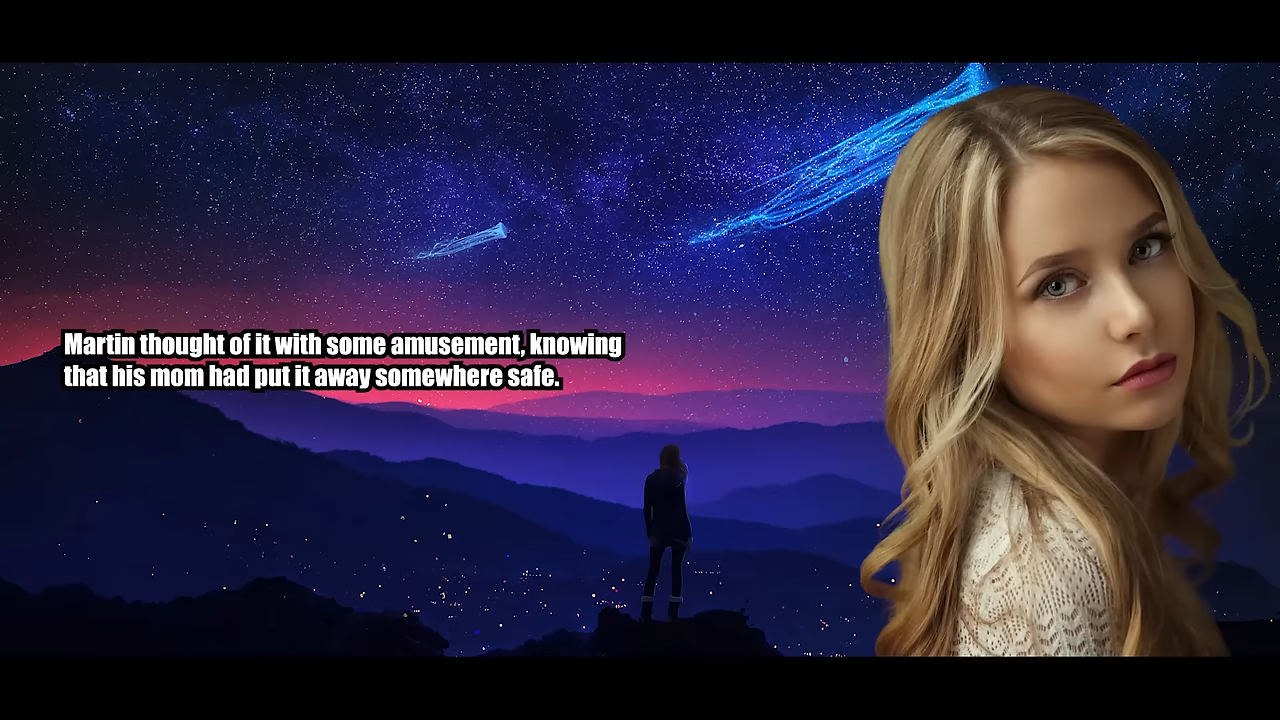 Martin thought of it with some amusement, knowing
that his mom had put it away somewhere safe.